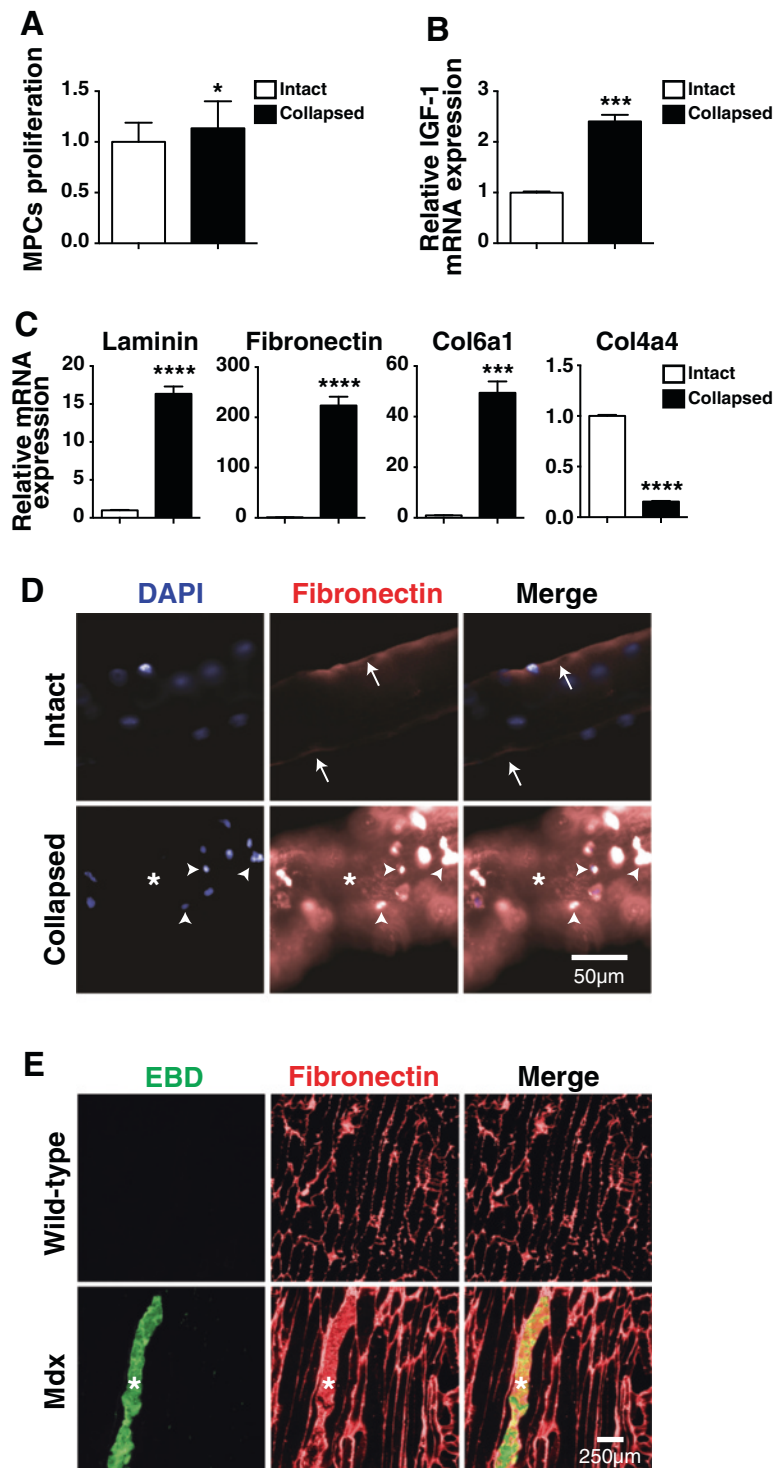 A
MPCs proliferation
1.5
1.0
0.5
0.0
*
Intact
Collapsed
B
Relative IGF-1
mRNA expression
3
2
1
0
***
Intact
Collapsed
C
Relative mRNA
expression
Laminin
20
15
10
5
0
****
Fibronectin
300
200
100
0
****
Col6a1
60
40
20
0
***
Col4a4
1.5
1.0
0.5
0.0
****
Intact
Collapsed
D
DAPI Fibronectin Merge
Intact
Collapsed
* * *
50µm
E
EBD Fibronectin Merge
Wild-type
Mdx
* * *
250µm